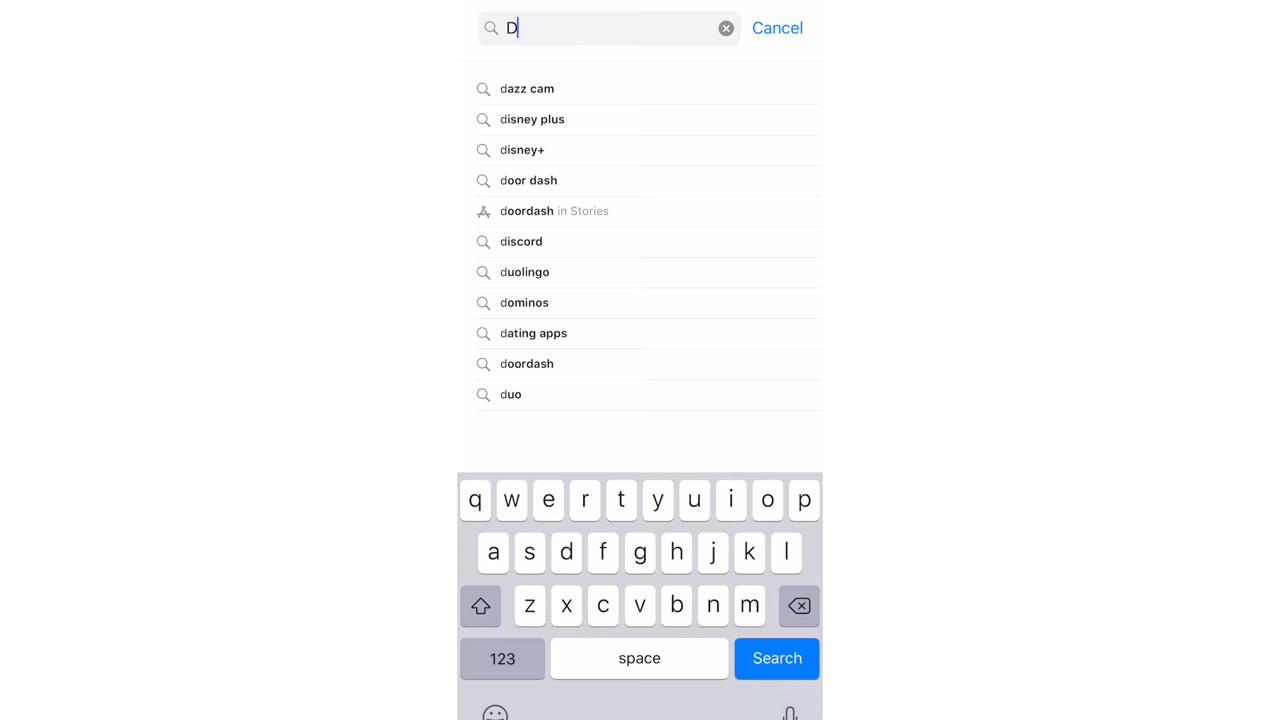 D
Cancel
dazz cam
disney plus
disney+
door dash
doordash in Stories
discord
duolingo
dominos
dating apps
doordash
duo
q w e r t y u i o p
a s d f g h j k l
z x c v b n m
123 space Search